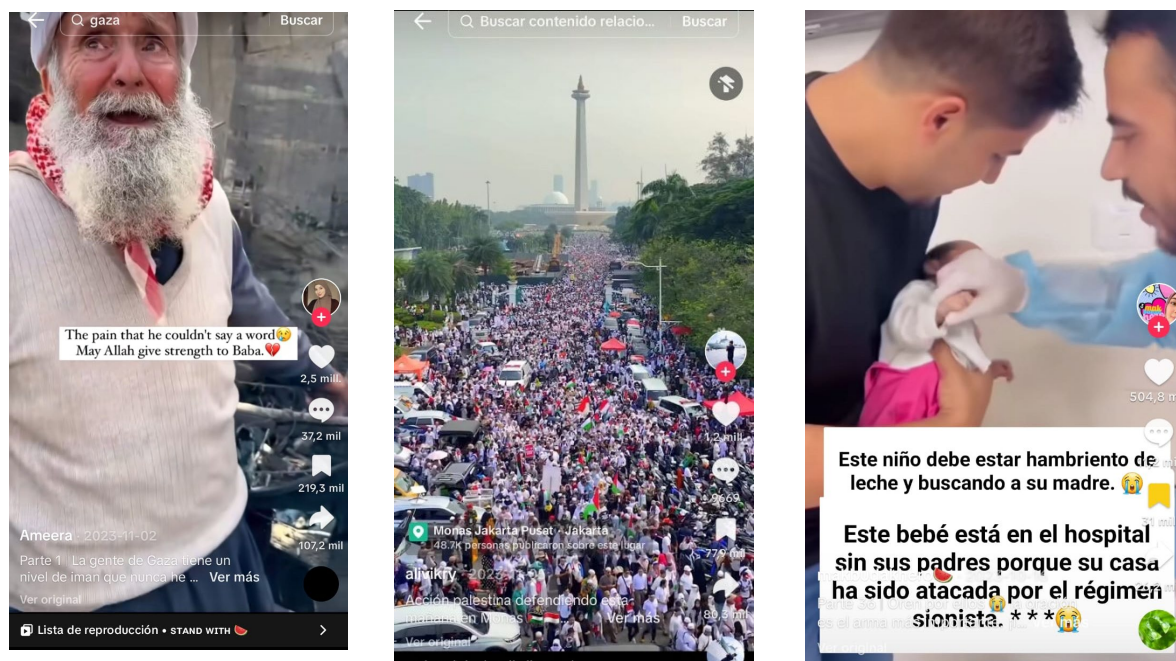 gaza
Buscar
The pain that he couldn't say a word😢
May Allah give strength to Baba.💔
2,5 mill.
37,2 mil
219,3 mil
107,2 mil
Ameera · 2023-11-02
Parte 1 | La gente de Gaza tiene un
nivel de iman que nunca he ... Ver más
Ver original
Lista de reproducción • STAND WITH 🍉
Buscar contenido relacio...
Buscar
1,2 mill.
9669
Monas Jakarta Pusat · Jakarta
48.7K personas publicaron sobre este lugar
77,9 mil
alivikry
Acción palestina defendiendo esta
mañana en Monas
Ver más
80,3 mil
Ver original
504,8 m
Este niño debe estar hambriento de
leche y buscando a su madre. 😭
Este bebé está en el hospital
sin sus padres porque su casa
ha sido atacada por el régimen
sionista. * * *😭
Ver original